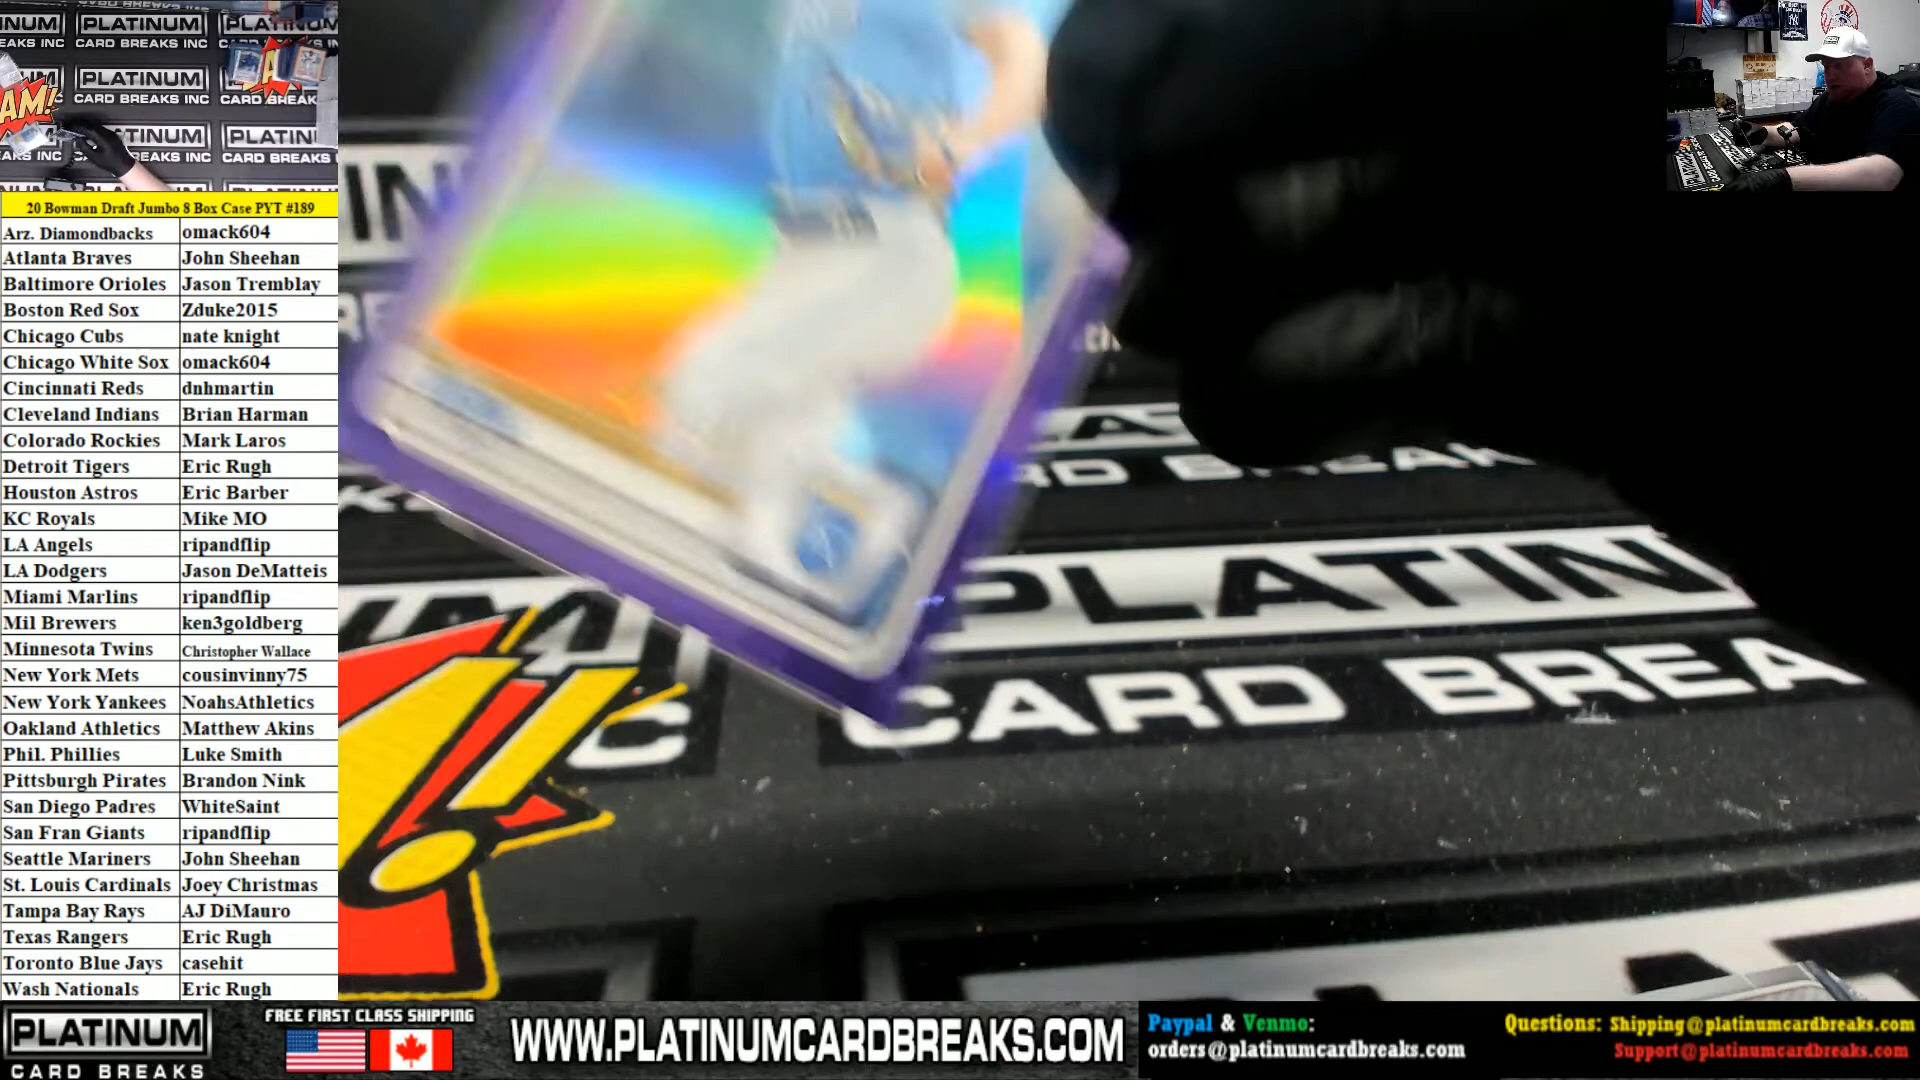 20 Bowman Draft Jumbo 8 Box Case PYT #189
Arz. Diamondbacks omack604
Atlanta Braves John Sheehan
Baltimore Orioles Jason Tremblay
Boston Red Sox Zduke2015
Chicago Cubs nate knight
Chicago White Sox omack604
Cincinnati Reds dnhmartin
Cleveland Indians Brian Harman
Colorado Rockies Mark Laros
Detroit Tigers Eric Rugh
Houston Astros Eric Barber
KC Royals Mike MO
LA Angels ripandflip
LA Dodgers Jason DeMatteis
Miami Marlins ripandflip
Mil Brewers ken3goldberg
Minnesota Twins Christopher Wallace
New York Mets cousinvinny75
New York Yankees NoahsAthletics
Oakland Athletics Matthew Akins
Phil. Phillies Luke Smith
Pittsburgh Pirates Brandon Nink
San Diego Padres WhiteSaint
San Fran Giants ripandflip
Seattle Mariners John Sheehan
St. Louis Cardinals Joey Christmas
Tampa Bay Rays AJ DiMauro
Texas Rangers Eric Rugh
Toronto Blue Jays casehit
Wash Nationals Eric Rugh
PLATINUM
CARD BREAKS INC
PLATINUM
CARD BREAKS INC
PLATIN
CARD BREA
PLATINUM
CARD BREAKS
FREE FIRST CLASS SHIPPING
WWW.PLATINUMCARDBREAKS.COM
Paypal & Venmo:
orders@platinumcardbreaks.com
Questions: Shipping@platinumcardbreaks.com
Support@platinumcardbreaks.com